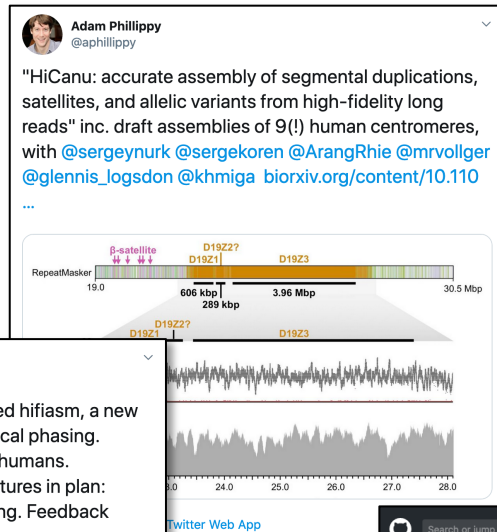 Adam Phillippy
@aphillippy
"HiCanu: accurate assembly of segmental duplications,
satellites, and allelic variants from high-fidelity long
reads" inc. draft assemblies of 9(!) human centromeres,
with @sergeynurk @sergekoren @ArangRhie @mrvollger
@glennis_logsdon @khmiga biorxiv.org/content/10.110
...
D19Z2?
β-satellite
D19Z1
D19Z3
RepeatMasker
19.0
30.5 Mbp
606 kbp
3.96 Mbp
289 kbp
D19Z2?
D19Z1
D19Z3
ed hifiasm, a new
cal phasing.
humans.
tures in plan:
ng. Feedback
3.0
24.0
25.0
26.0
27.0
28.0
Twitter Web App
Search or jump